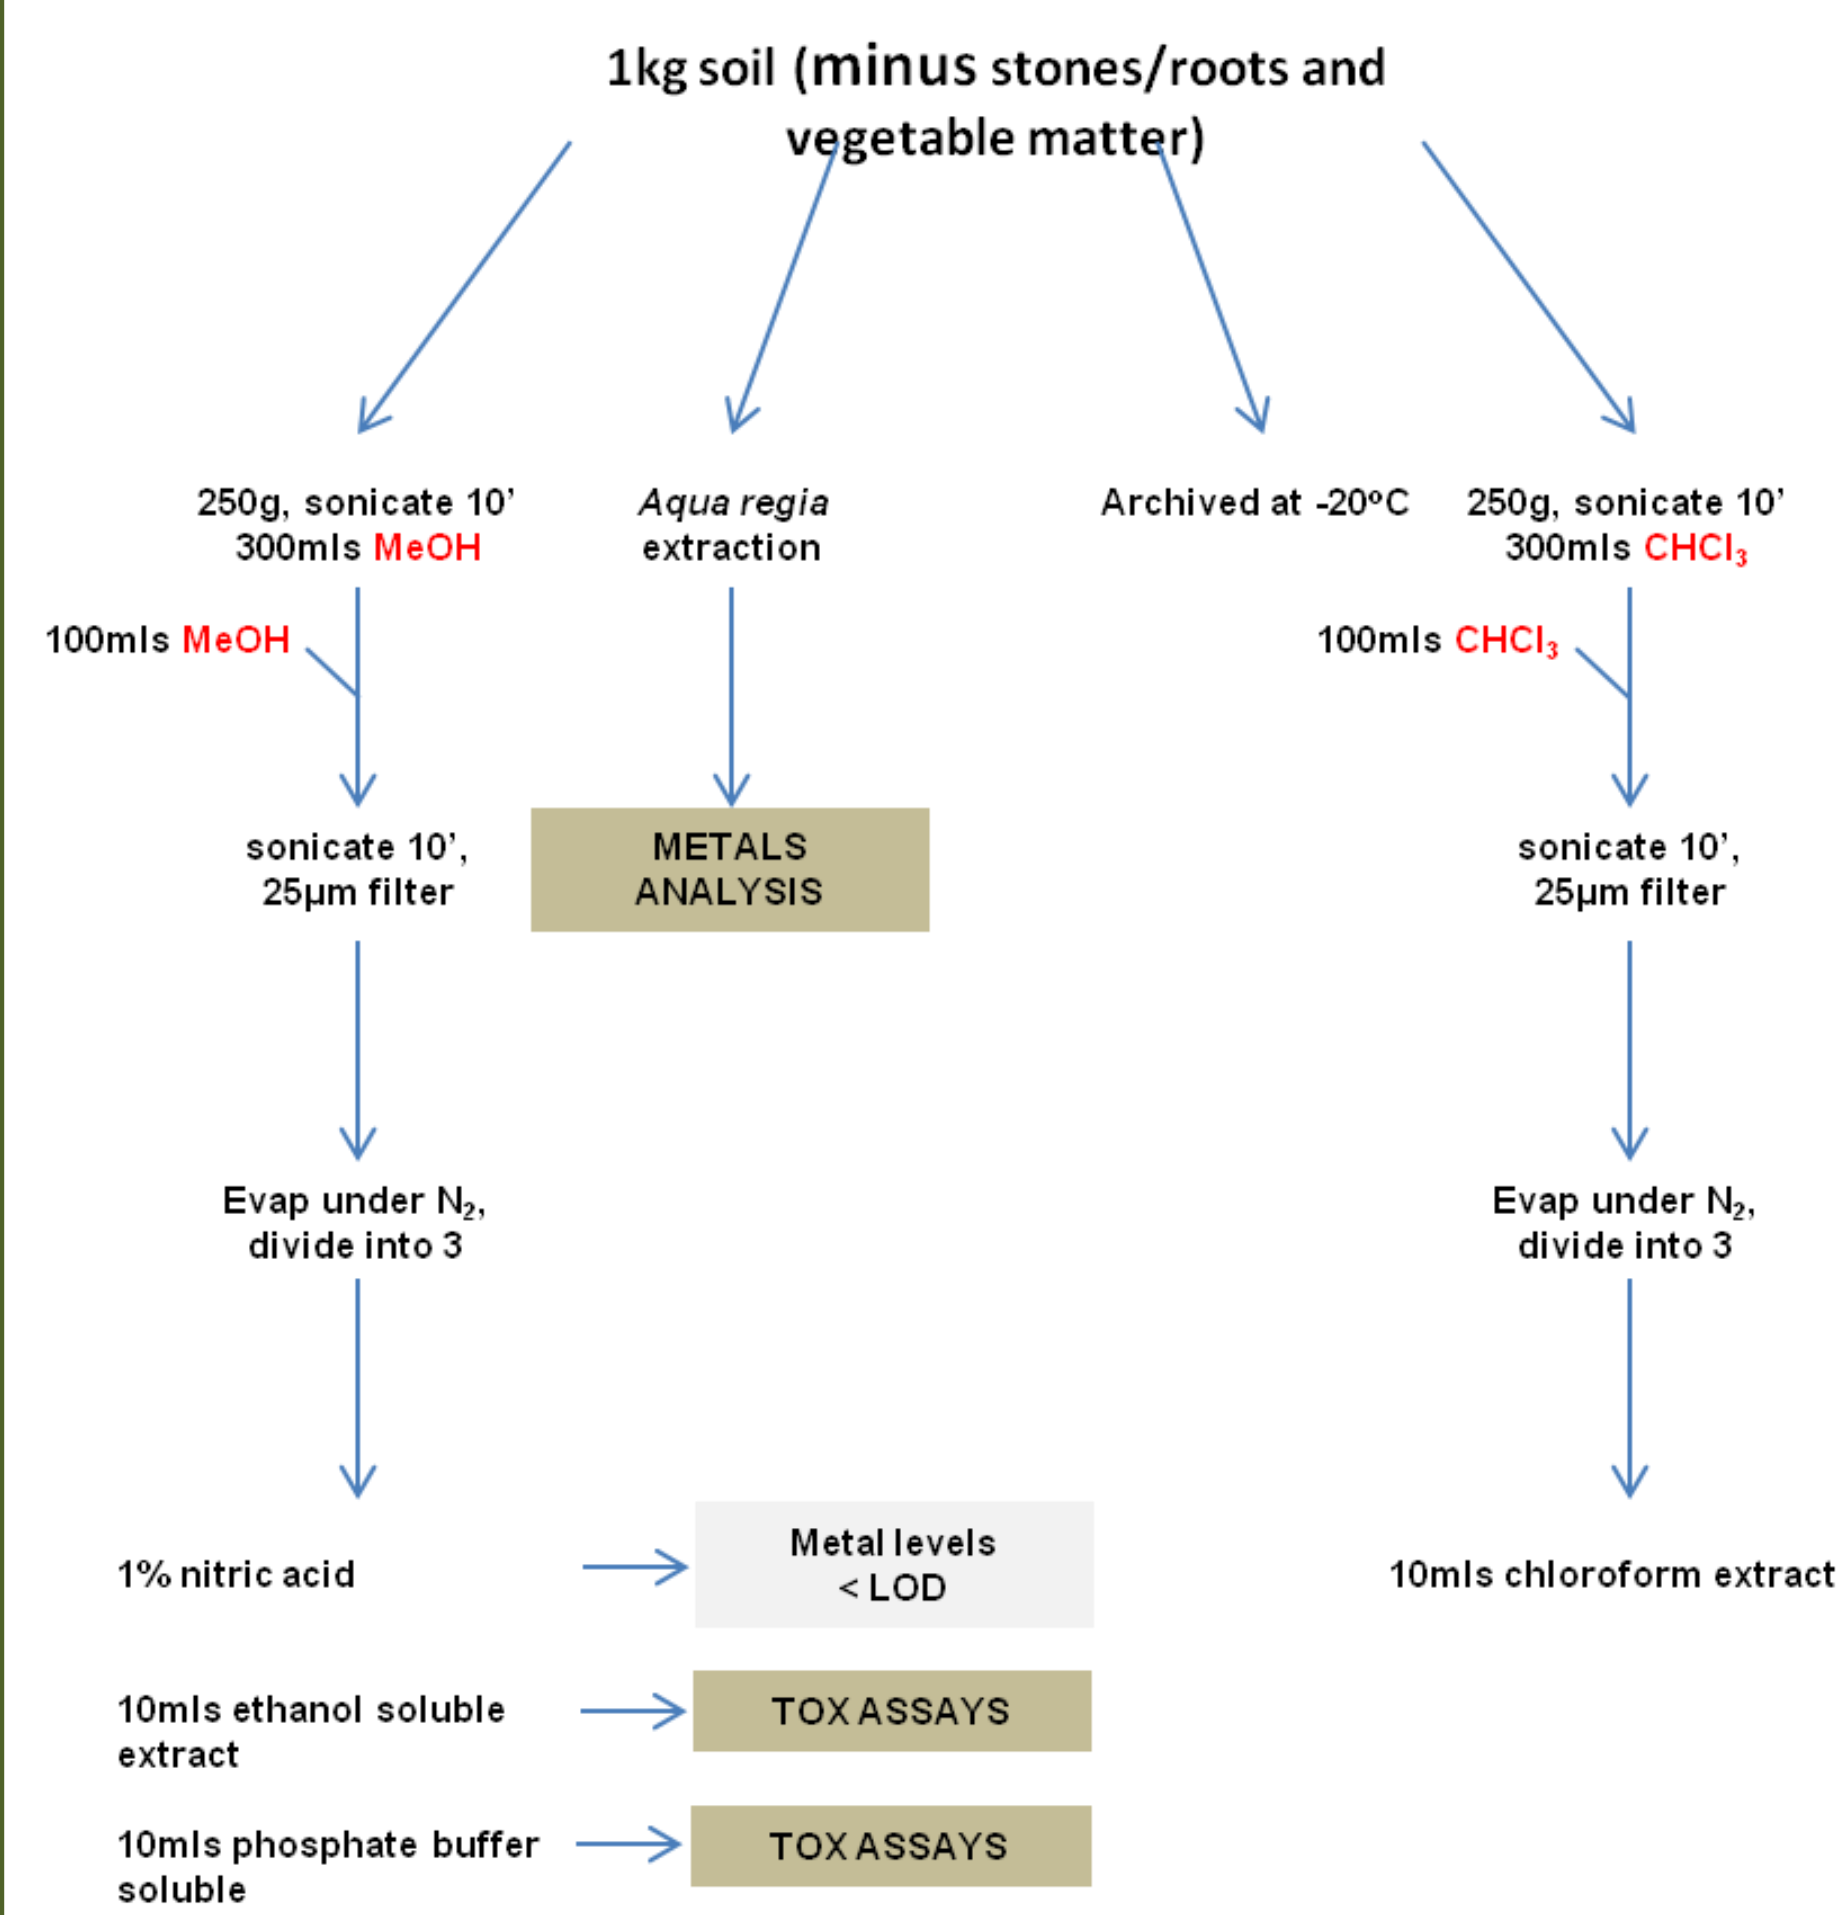 1kg soil (minus stones/roots and
vegetable matter)
250g, sonicate 10’
300mls MeOH
Aqua regia
extraction
Archived at -20°C
250g, sonicate 10’
300mls CHCl₃
100mls MeOH
100mls CHCl₃
sonicate 10’,
25µm filter
METALS
ANALYSIS
sonicate 10’,
25µm filter
Evap under N₂,
divide into 3
Evap under N₂,
divide into 3
1% nitric acid
Metal levels
< LOD
10mls chloroform extract
10mls ethanol soluble
extract
TOX ASSAYS
10mls phosphate buffer
soluble
TOX ASSAYS